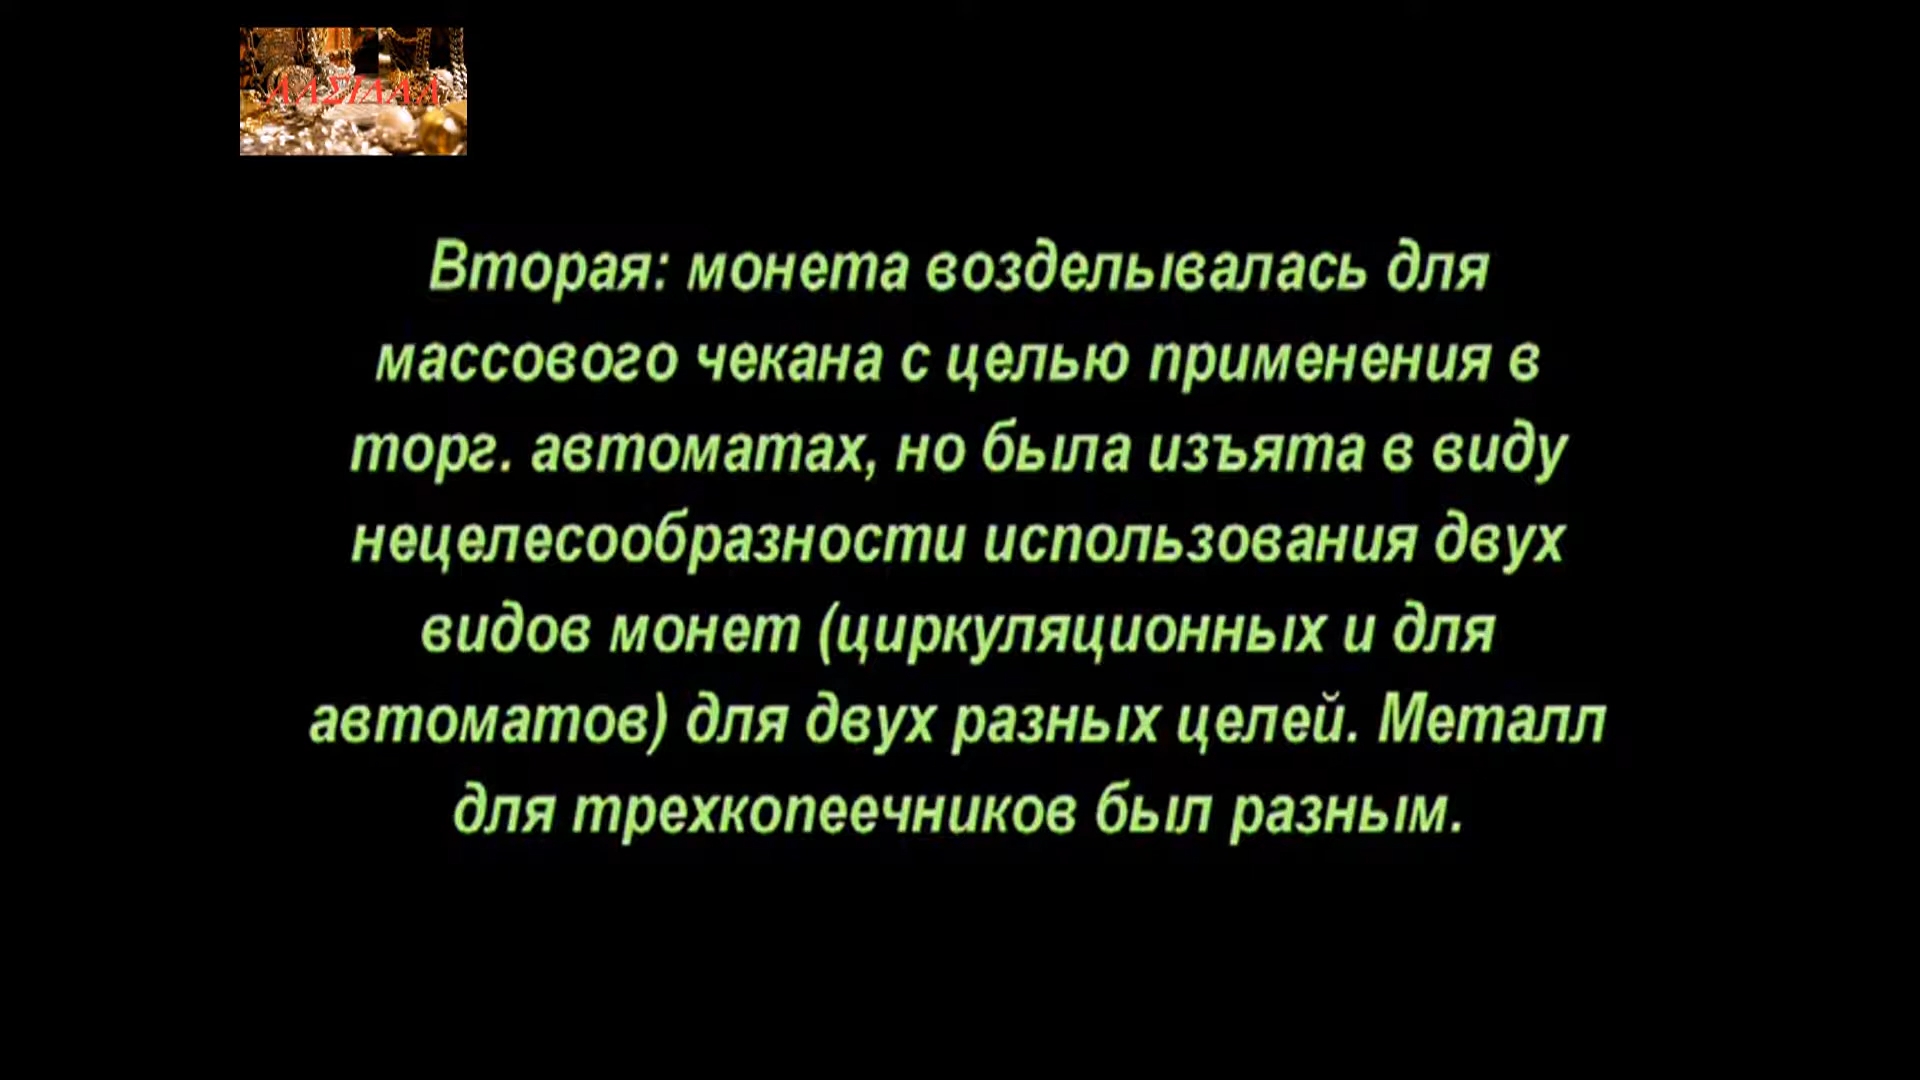 Вторая: монета возделывалась для
массового чекана с целью применения в
торг. автоматах, но была изъята в виду
нецелесообразности использования двух
видов монет (циркуляционных и для
автоматов) для двух разных целей. Металл
для трехкопеечников был разным.